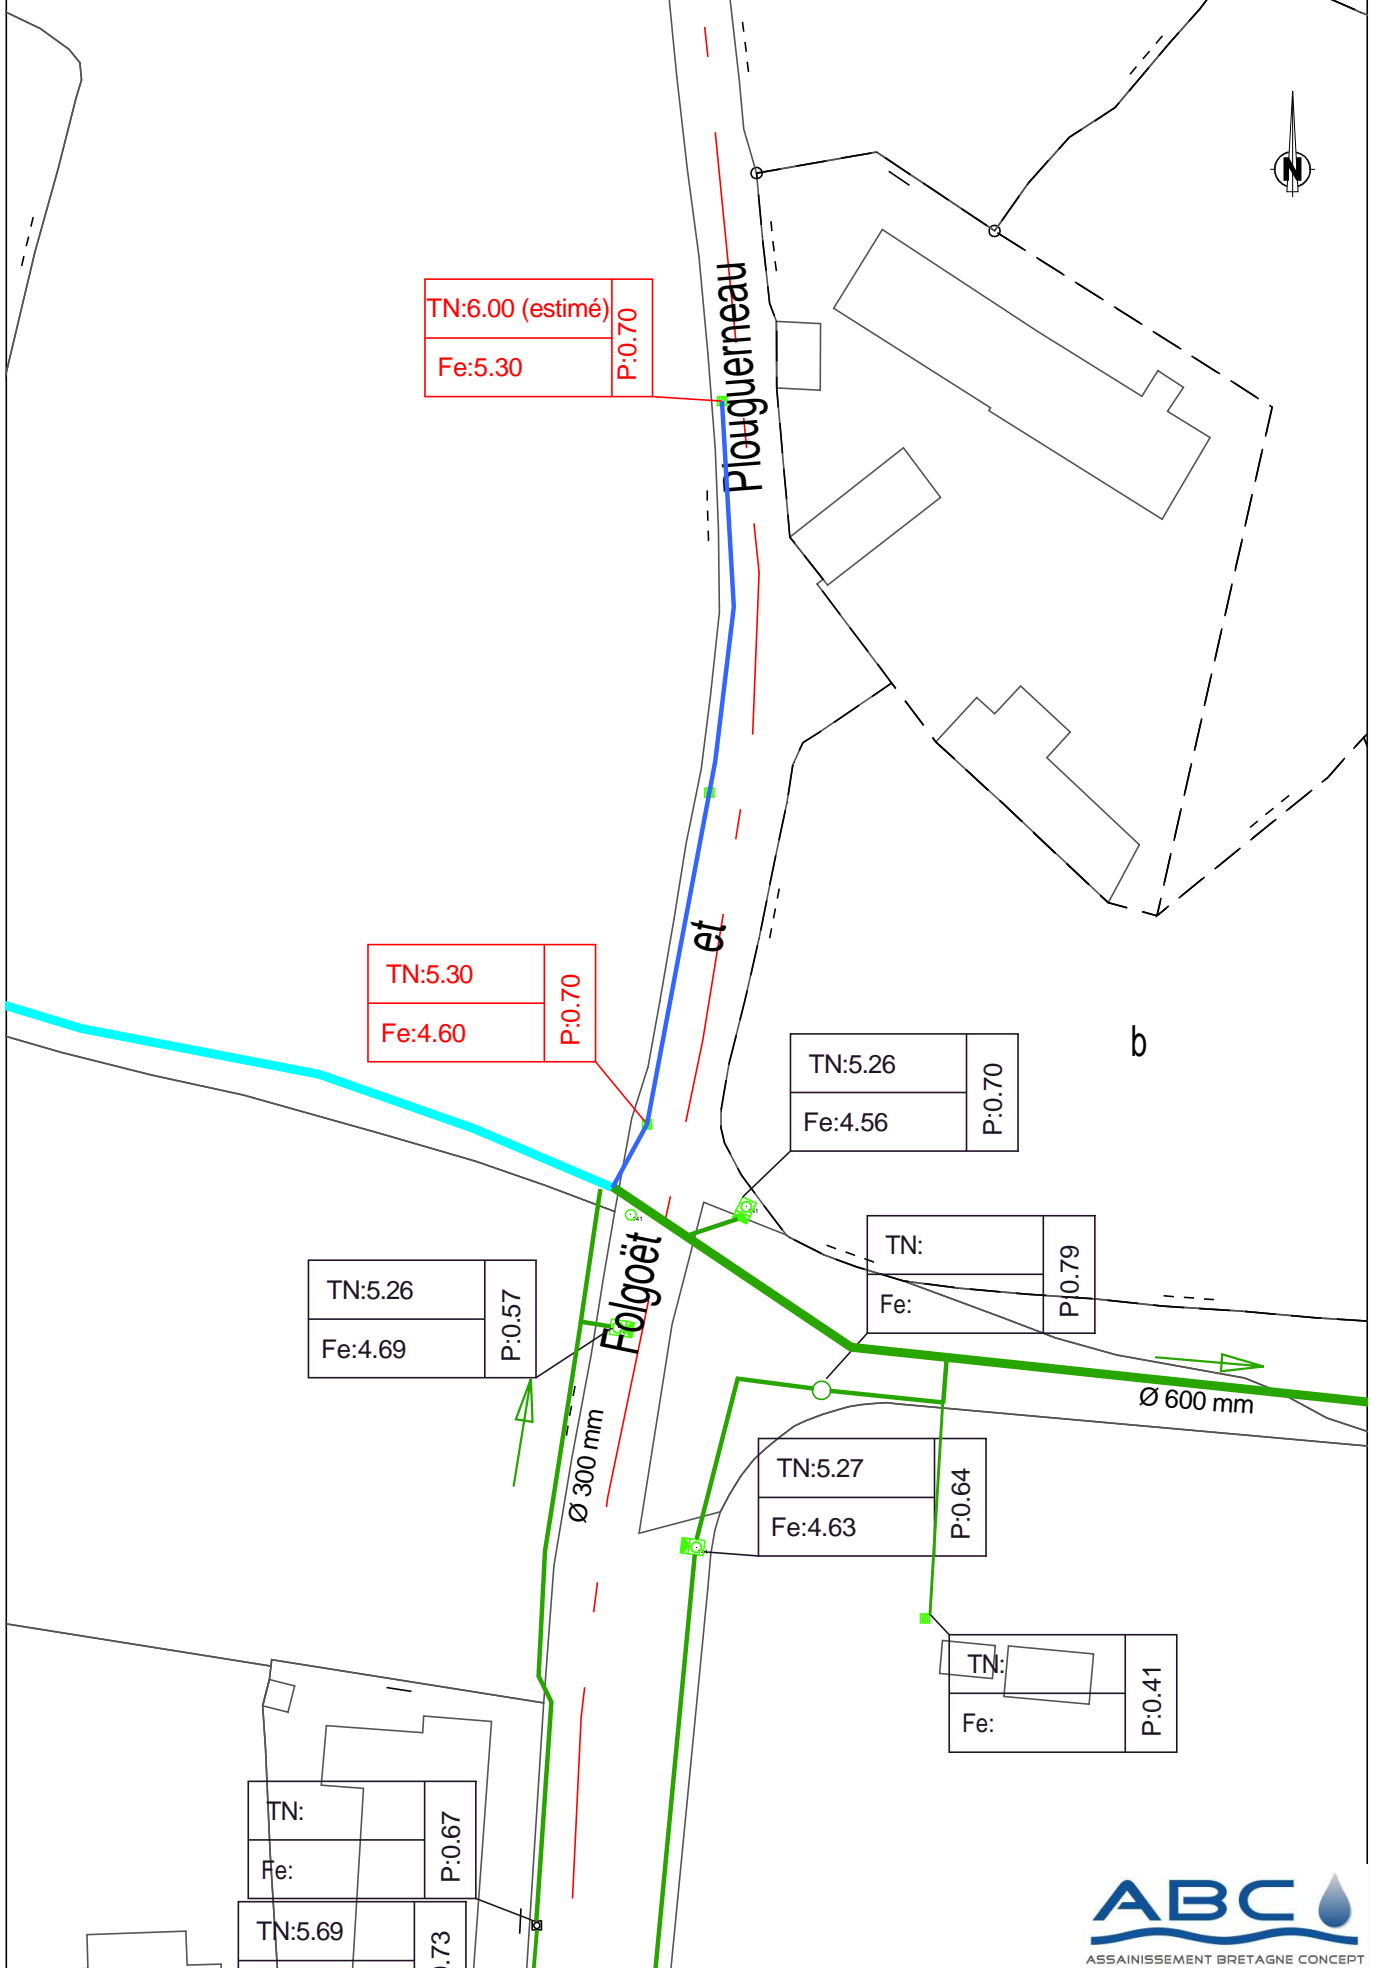 N
TN:6.00 (estimé)
Fe:5.30
P:0.70
Plouguerneau
et
TN:5.30
Fe:4.60
P:0.70
b
TN:5.26
Fe:4.56
P:0.70
TN:
Fe:
P:0.79
Folgoët
TN:5.26
Fe:4.69
P:0.57
Ø 600 mm
Ø 300 mm
TN:5.27
Fe:4.63
P:0.64
TN:
Fe:
P:0.41
TN:
Fe:
P:0.67
TN:5.69
ABC
ASSAINISSEMENT BRETAGNE CONCEPT